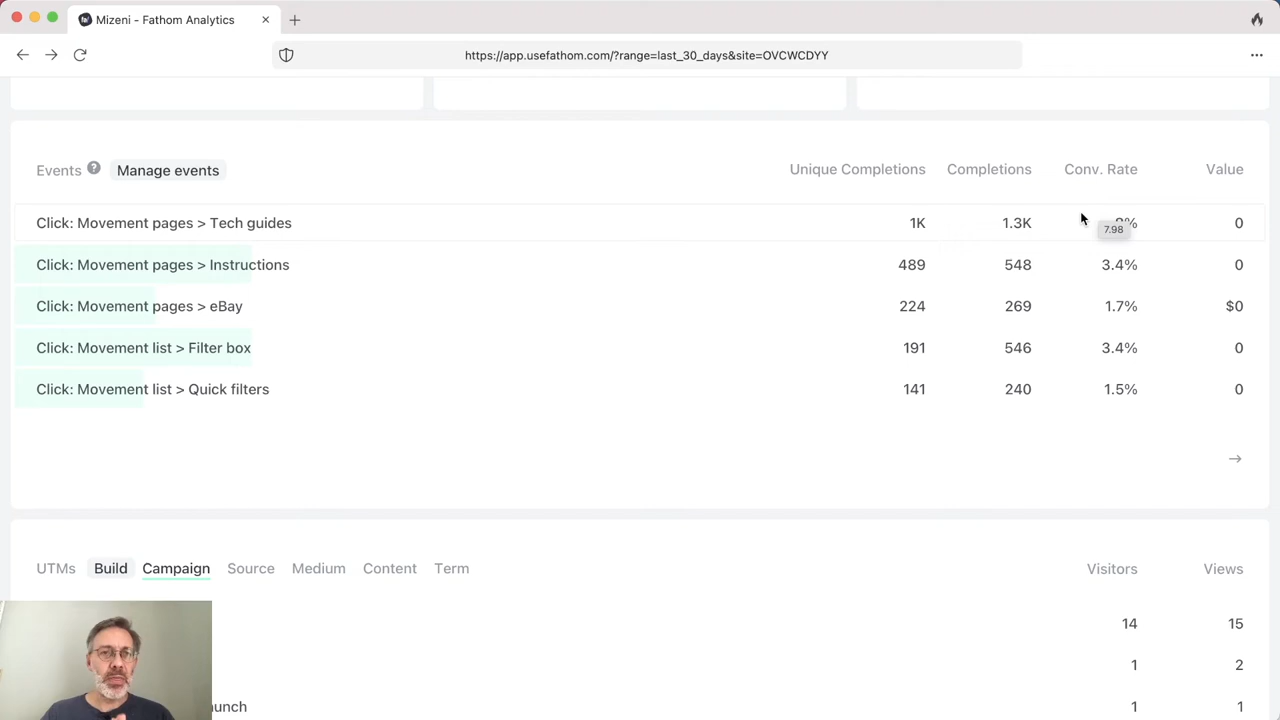 Mizeni - Fathom Analytics
https://app.usefathom.com/?range=last_30_days&site=OVCWCDYY
Events ? Manage events Unique Completions Completions Conv. Rate Value
Click: Movement pages > Tech guides 1K 1.3K 8% 0
7.98
Click: Movement pages > Instructions 489 548 3.4% 0
Click: Movement pages > eBay 224 269 1.7% $0
Click: Movement list > Filter box 191 546 3.4% 0
Click: Movement list > Quick filters 141 240 1.5% 0
UTMs Build Campaign Source Medium Content Term Visitors Views
14 15
1 2
1 1